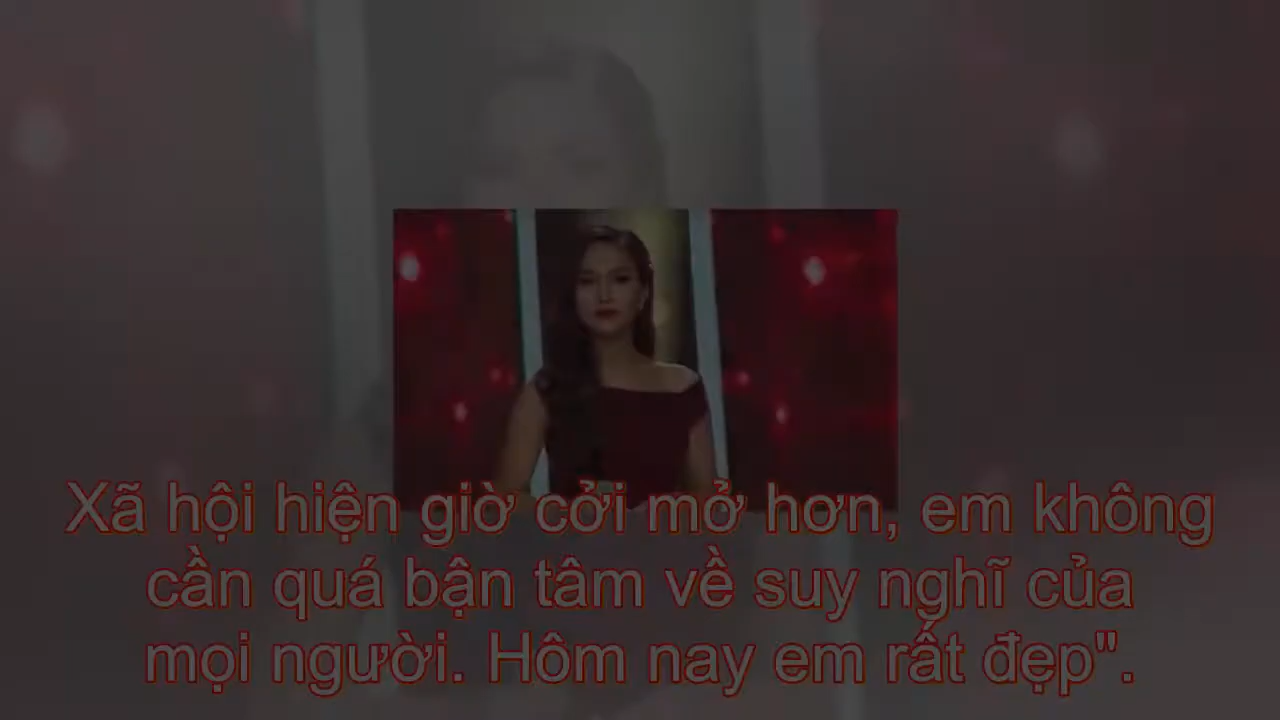 Xã hội hiện giờ cởi mở hơn, em không
cần quá bận tâm về suy nghĩ của
mọi người. Hôm nay em rất đẹp".